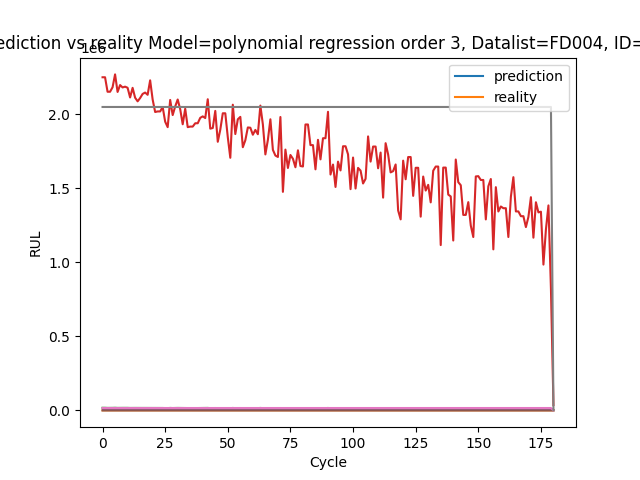 ediction vs reality Model=polynomial regression order 3, Datalist=FD004, ID=
1e6
prediction
reality
2.0
1.5
1.0
0.5
0.0
RUL
0 25 50 75 100 125 150 175
Cycle